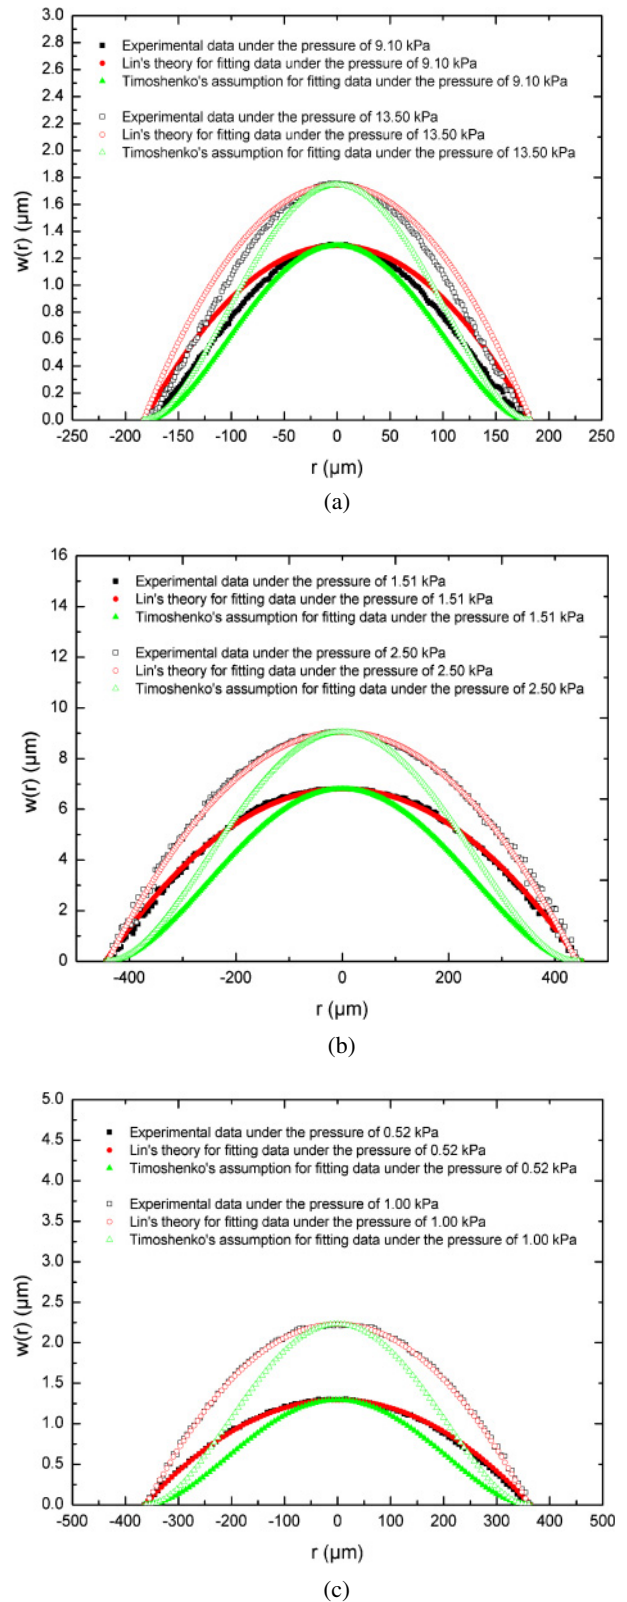 3.0
2.8
2.6
2.4
2.2
2.0
1.8
1.6
1.4
1.2
1.0
0.8
0.6
0.4
0.2
0.0
w(r) (μm)
Experimental data under the pressure of 9.10 kPa
Lin's theory for fitting data under the pressure of 9.10 kPa
Timoshenko's assumption for fitting data under the pressure of 9.10 kPa
Experimental data under the pressure of 13.50 kPa
Lin's theory for fitting data under the pressure of 13.50 kPa
Timoshenko's assumption for fitting data under the pressure of 13.50 kPa
-250 -200 -150 -100 -50 0 50 100 150 200 250
r (μm)
(a)
16
14
12
10
8
6
4
2
0
w(r) (μm)
Experimental data under the pressure of 1.51 kPa
Lin's theory for fitting data under the pressure of 1.51 kPa
Timoshenko's assumption for fitting data under the pressure of 1.51 kPa
Experimental data under the pressure of 2.50 kPa
Lin's theory for fitting data under the pressure of 2.50 kPa
Timoshenko's assumption for fitting data under the pressure of 2.50 kPa
-400 -200 0 200 400
r (μm)
(b)
5.0
4.5
4.0
3.5
3.0
2.5
2.0
1.5
1.0
0.5
0.0
w(r) (μm)
Experimental data under the pressure of 0.52 kPa
Lin's theory for fitting data under the pressure of 0.52 kPa
Timoshenko's assumption for fitting data under the pressure of 0.52 kPa
Experimental data under the pressure of 1.00 kPa
Lin's theory for fitting data under the pressure of 1.00 kPa
Timoshenko's assumption for fitting data under the pressure of 1.00 kPa
-500 -400 -300 -200 -100 0 100 200 300 400 500
r (μm)
(c)